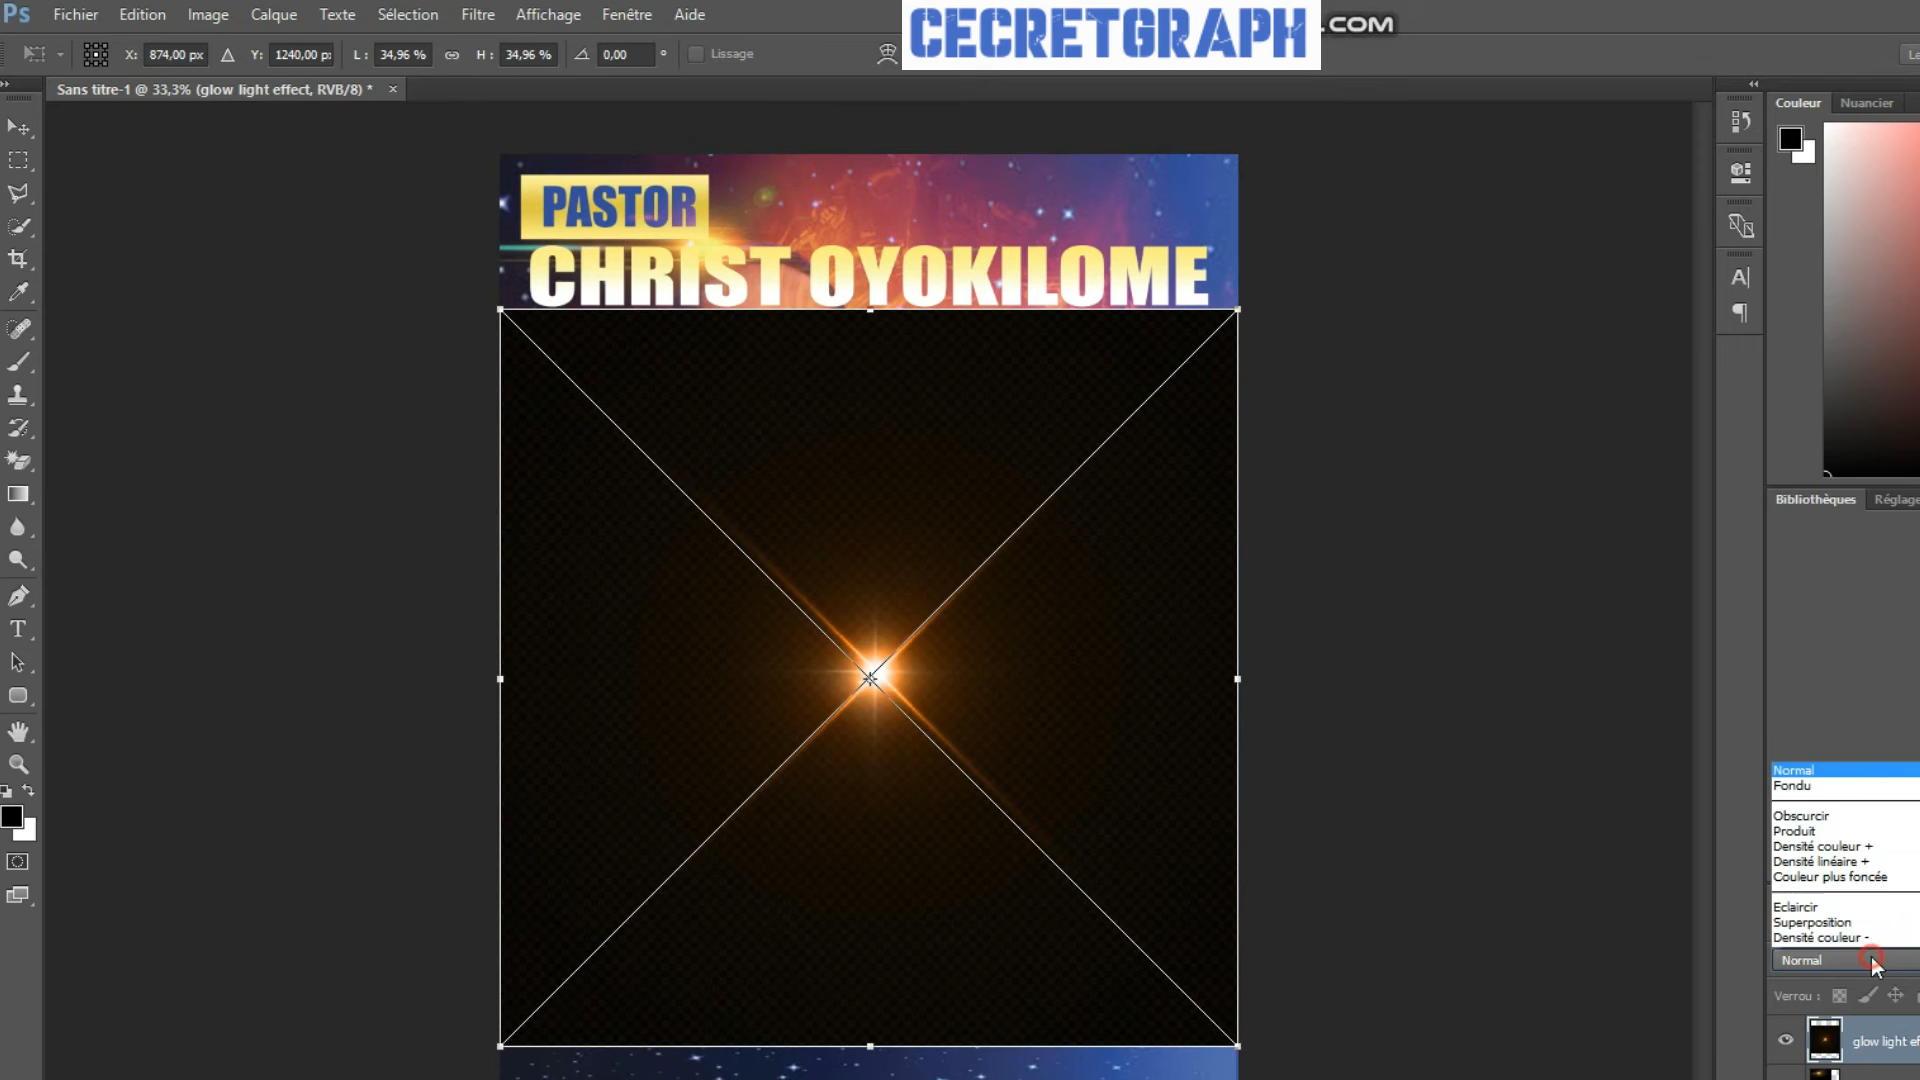 Ps Fichier Edition Image Calque Texte Sélection Filtre Affichage Fenêtre Aide
CECRETGRAPH
.COM
X: 874,00 px Y: 1240,00 px L: 34,96 % H: 34,96 % 0,00 ° Lissage
Sans titre-1 @ 33,3% (glow light effect, RVB/8) * ×
Couleur Nuancier
PASTOR
CHRIST OYOKILOME
Bibliothèques Réglage
Normal
Fondu
Obscurcir
Produit
Densité couleur +
Densité linéaire +
Couleur plus foncée
Eclaircir
Superposition
Densité couleur -
Normal
Verrou :
glow light ef